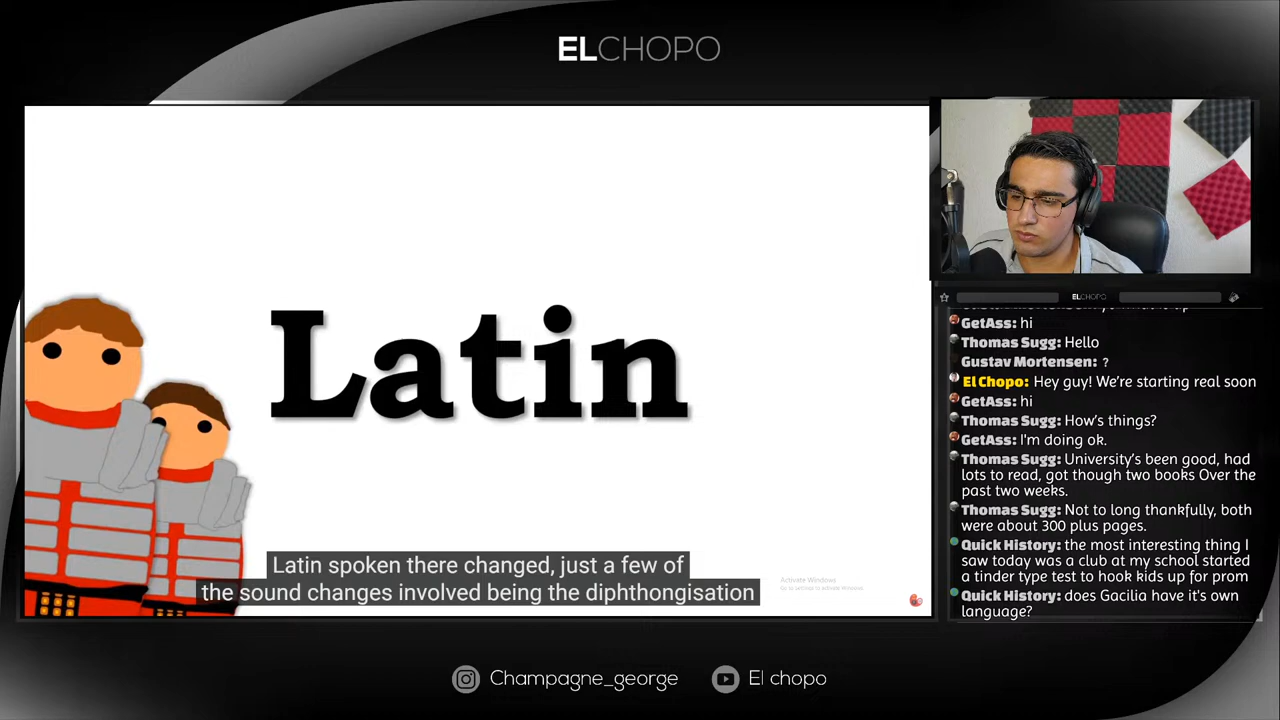 ELCHOPO
Latin
Latin spoken there changed, just a few of
the sound changes involved being the diphthongisation
Activate Windows
ELCHOPO
GetAss: hi
Thomas Sugg: Hello
Gustav Mortensen: ?
El Chopo: Hey guy! We're starting real soon
GetAss: hi
Thomas Sugg: How's things?
GetAss: I'm doing ok.
Thomas Sugg: University's been good, had
lots to read, got though two books Over the
past two weeks.
Thomas Sugg: Not to long thankfully, both
were about 300 plus pages.
Quick History: the most interesting thing I
saw today was a club at my school started
a tinder type test to hook kids up for prom
Quick History: does Gacilia have it's own
language?
Champagne_george
El chopo